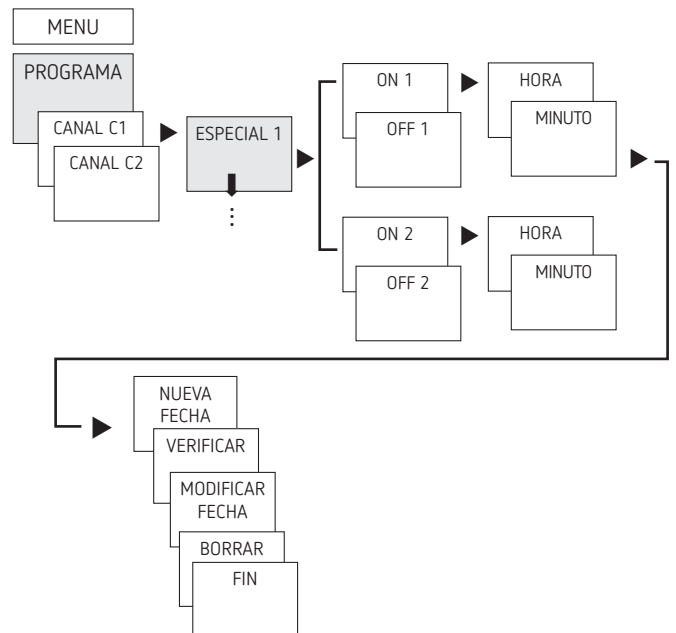 MENU
PROGRAMA
CANAL C1
CANAL C2
ESPECIAL 1
ON 1
OFF 1
HORA
MINUTO
ON 2
OFF 2
HORA
MINUTO
NUEVA
FECHA
VERIFICAR
MODIFICAR
FECHA
BORRAR
FIN